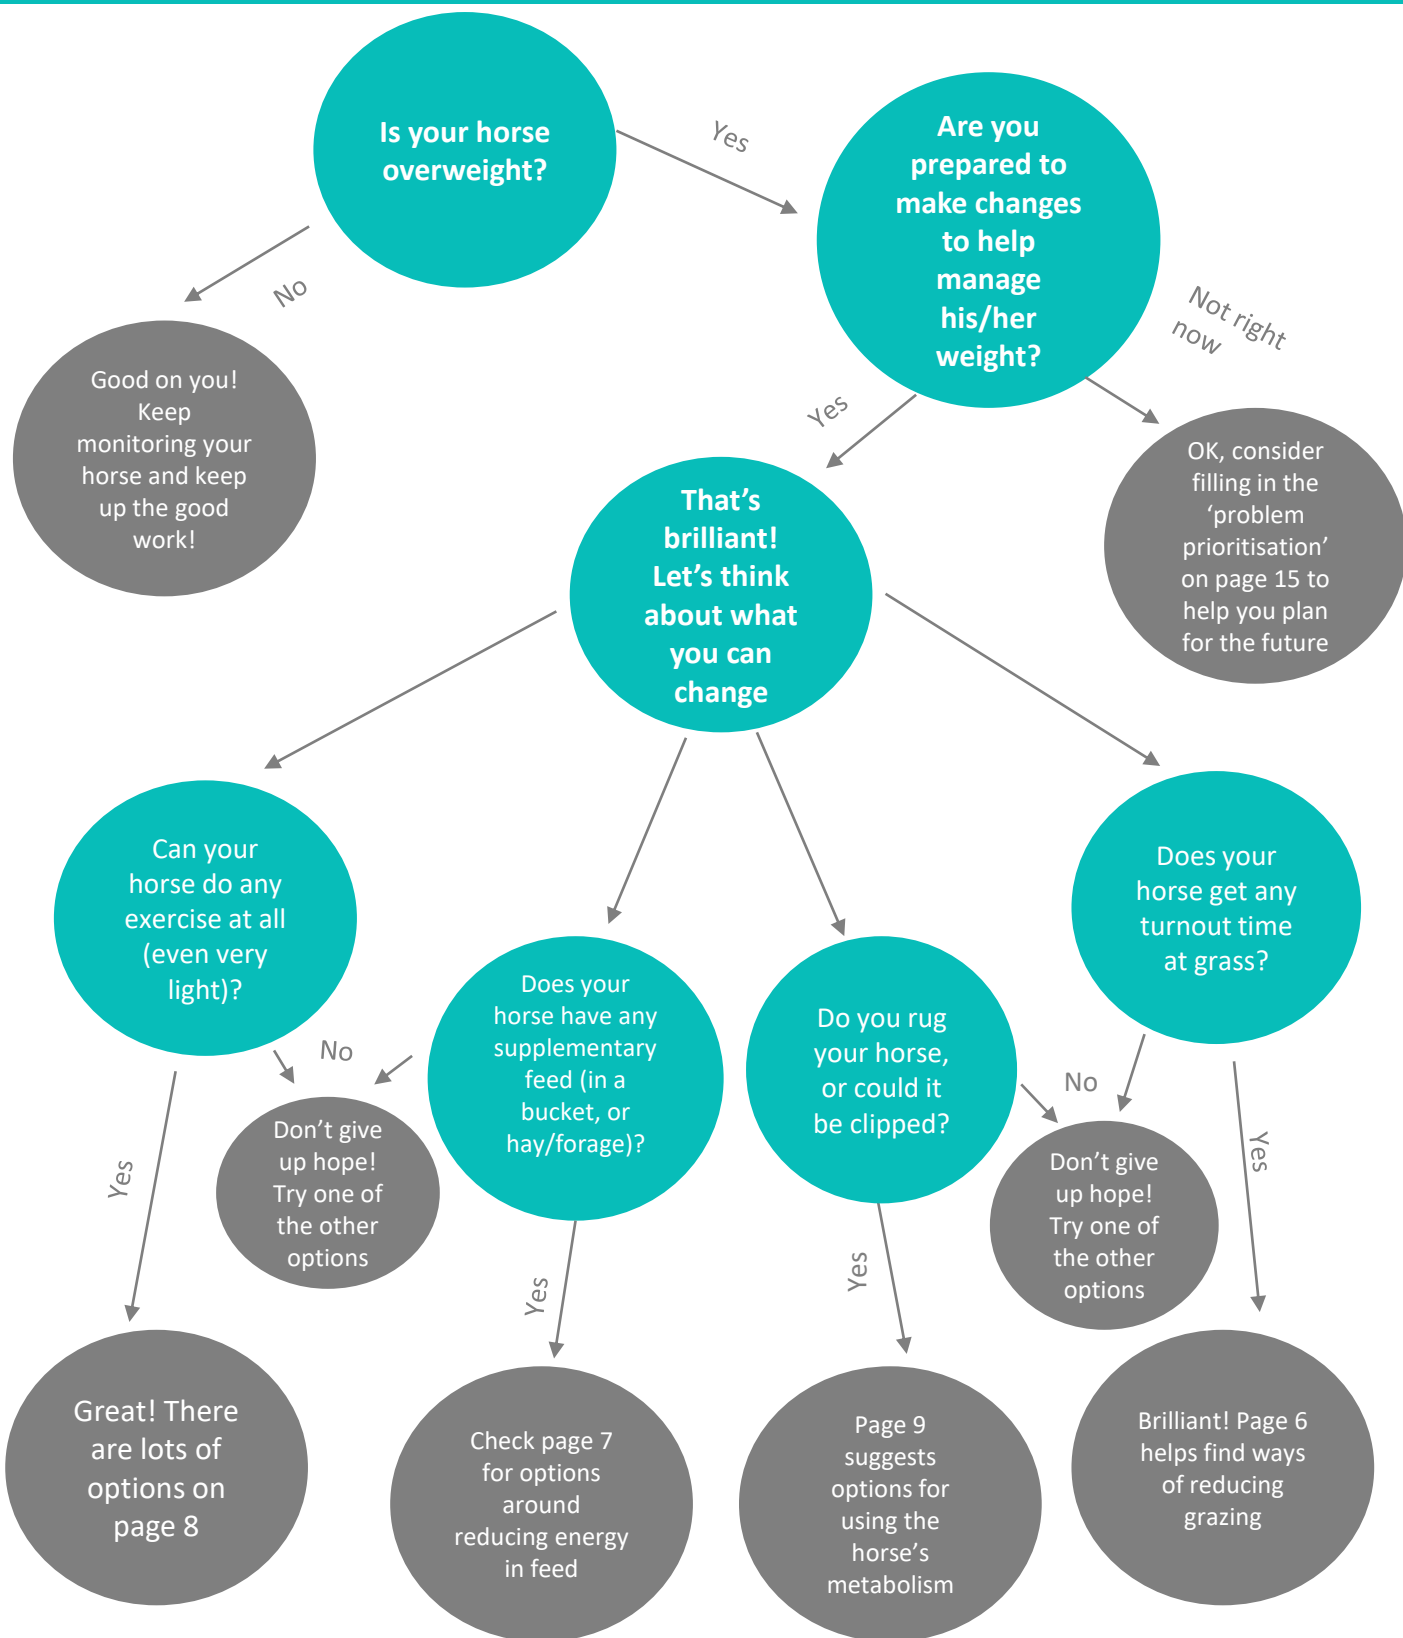 Is your horse
overweight?
Yes
Are you
prepared to
make changes
to help
manage
his/her
weight?
No
Not right
now
Good on you!
Keep
monitoring your
horse and keep
up the good
work!
Yes
OK, consider
filling in the
‘problem
prioritisation’
on page 15 to
help you plan
for the future
That’s
brilliant!
Let’s think
about what
you can
change
Can your
horse do any
exercise at all
(even very
light)?
Does your
horse have any
supplementary
feed (in a
bucket, or
hay/forage)?
Do you rug
your horse,
or could it
be clipped?
Does your
horse get any
turnout time
at grass?
No
No
Don’t give
up hope!
Try one of
the other
options
Don’t give
up hope!
Try one of
the other
options
Yes
Yes
Yes
Yes
Great! There
are lots of
options on
page 8
Check page 7
for options
around
reducing energy
in feed
Page 9
suggests
options for
using the
horse’s
metabolism
Brilliant! Page 6
helps find ways
of reducing
grazing